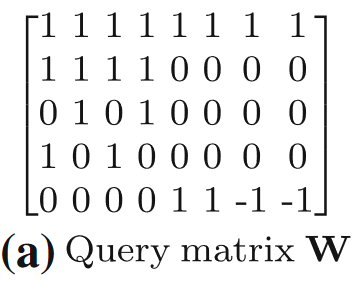 1 1 1 1 1 1 1 1
1 1 1 1 0 0 0 0
0 1 0 1 0 0 0 0
1 0 1 0 0 0 0 0
0 0 0 0 1 1 -1 -1
(a) Query matrix W